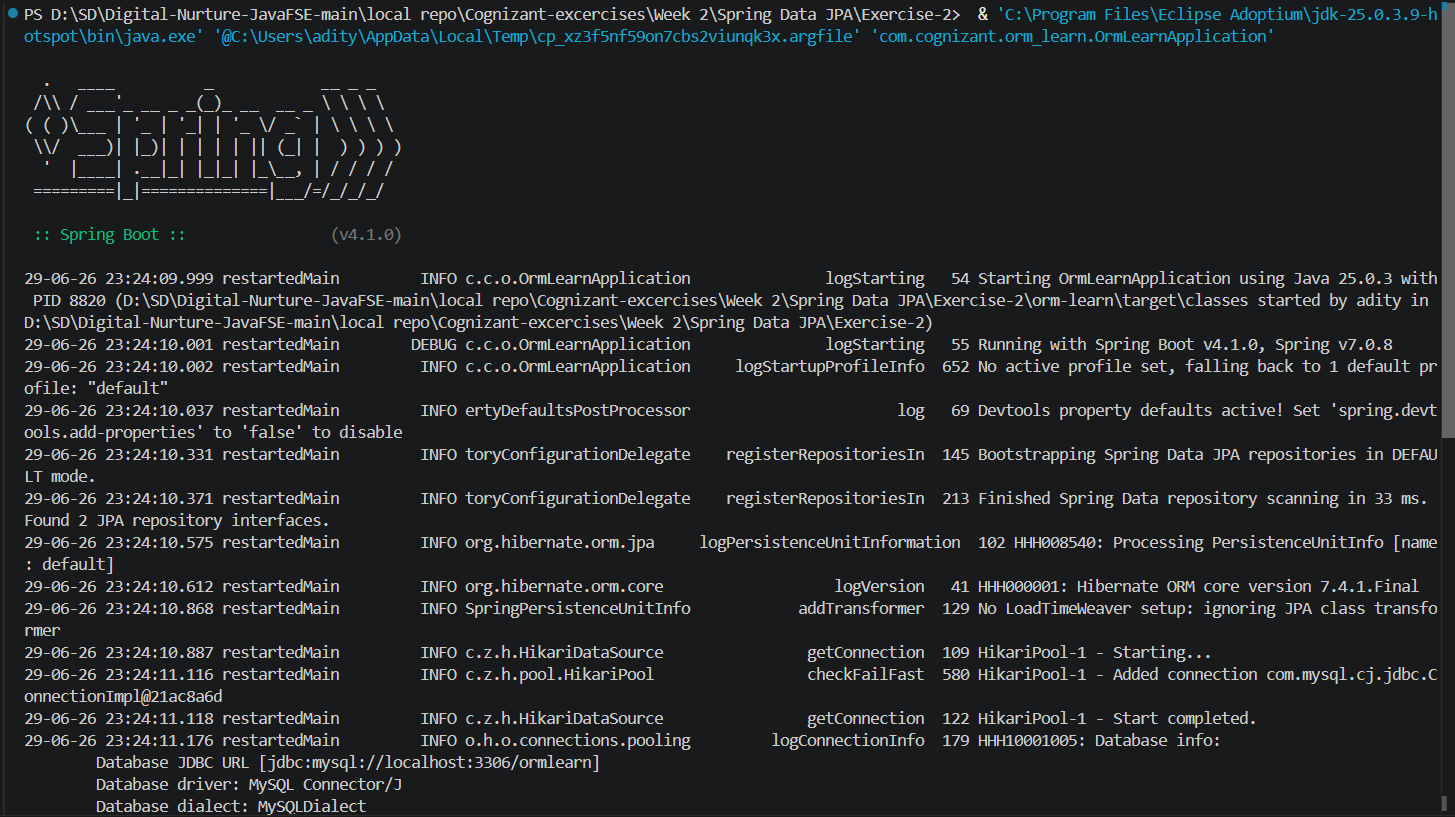 PS D:\SD\Digital-Nurture-JavaFSE-main\local repo\Cognizant-excercises\Week 2\Spring Data JPA\Exercise-2>  & 'C:\Program Files\Eclipse Adoptium\jdk-25.0.3.9-h
otspot\bin\java.exe' '@C:\Users\adity\AppData\Local\Temp\cp_xz3f5nf59on7cbs2viunqk3x.argfile' 'com.cognizant.orm_learn.OrmLearnApplication'
  .   ____          _            __ _ _
 /\\ / ___'_ __ _ _(_)_ __  __ _ \ \ \ \
( ( )\___ | '_ | '_| | '_ \/ _` | \ \ \ \
 \\/  ___)| |_)| | | | | || (_| |  ) ) ) )
  '  |____| .__|_| |_|_| |_\__, | / / / /
 =========|_|==============|___/=/_/_/_/
 :: Spring Boot ::                (v4.1.0)
29-06-26 23:24:09.999 restartedMain         INFO c.c.o.OrmLearnApplication               logStarting   54 Starting OrmLearnApplication using Java 25.0.3 with
 PID 8820 (D:\SD\Digital-Nurture-JavaFSE-main\local repo\Cognizant-excercises\Week 2\Spring Data JPA\Exercise-2\orm-learn\target\classes started by adity in
D:\SD\Digital-Nurture-JavaFSE-main\local repo\Cognizant-excercises\Week 2\Spring Data JPA\Exercise-2)
29-06-26 23:24:10.001 restartedMain        DEBUG c.c.o.OrmLearnApplication               logStarting   55 Running with Spring Boot v4.1.0, Spring v7.0.8
29-06-26 23:24:10.002 restartedMain         INFO c.c.o.OrmLearnApplication     logStartupProfileInfo  652 No active profile set, falling back to 1 default pr
ofile: "default"
29-06-26 23:24:10.037 restartedMain         INFO ertyDefaultsPostProcessor                       log   69 Devtools property defaults active! Set 'spring.devt
ools.add-properties' to 'false' to disable
29-06-26 23:24:10.331 restartedMain         INFO toryConfigurationDelegate    registerRepositoriesIn  145 Bootstrapping Spring Data JPA repositories in DEFAU
LT mode.
29-06-26 23:24:10.371 restartedMain         INFO toryConfigurationDelegate    registerRepositoriesIn  213 Finished Spring Data repository scanning in 33 ms.
Found 2 JPA repository interfaces.
29-06-26 23:24:10.575 restartedMain         INFO org.hibernate.orm.jpa     logPersistenceUnitInformation  102 HHH008540: Processing PersistenceUnitInfo [name
: default]
29-06-26 23:24:10.612 restartedMain         INFO org.hibernate.orm.core                   logVersion   41 HHH000001: Hibernate ORM core version 7.4.1.Final
29-06-26 23:24:10.868 restartedMain         INFO SpringPersistenceUnitInfo            addTransformer  129 No LoadTimeWeaver setup: ignoring JPA class transfo
rmer
29-06-26 23:24:10.887 restartedMain         INFO c.z.h.HikariDataSource                getConnection  109 HikariPool-1 - Starting...
29-06-26 23:24:11.116 restartedMain         INFO c.z.h.pool.HikariPool                 checkFailFast  580 HikariPool-1 - Added connection com.mysql.cj.jdbc.C
onnectionImpl@21ac8a6d
29-06-26 23:24:11.118 restartedMain         INFO c.z.h.HikariDataSource                getConnection  122 HikariPool-1 - Start completed.
29-06-26 23:24:11.176 restartedMain         INFO o.h.o.connections.pooling         logConnectionInfo  179 HHH10001005: Database info:
        Database JDBC URL [jdbc:mysql://localhost:3306/ormlearn]
        Database driver: MySQL Connector/J
        Database dialect: MySQLDialect